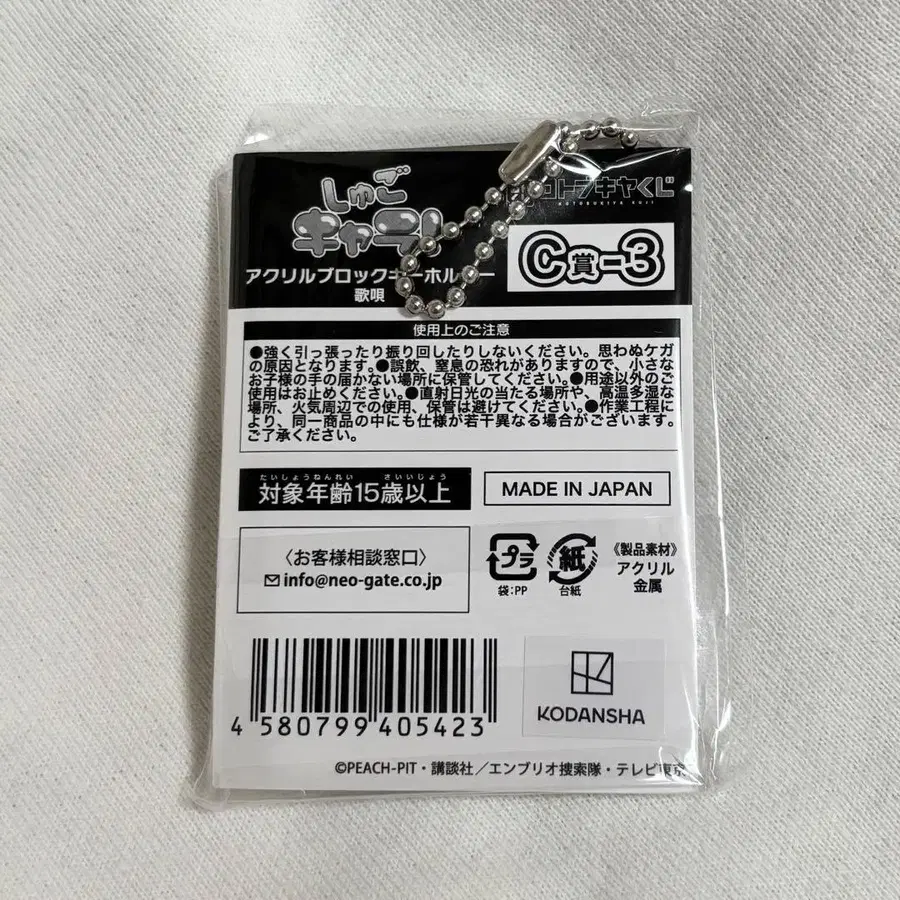 しゅご
キャラ!
コトブキヤくじ
KOTOBUKIYA KUJI
C賞-3
アクリルブロックキーホルダー
歌唄
使用上のご注意
●強く引っ張ったり振り回したりしないください。思わぬケガ
の原因となります。●誤飲、窒息の恐れがありますので、小さな
お子様の手の届かない場所に保管してください。●用途以外のご
使用はお止めください。●直射日光の当たる場所や、高温多湿な
場所、火気周辺での使用、保管は避けてください。●作業工程に
より、同一商品の中にも仕様が若干異なる場合がございます。
ご了承ください。
たいしょうねんれい さいいじょう
対象年齢15歳以上
MADE IN JAPAN
〈お客様相談窓口〉
info@neo-gate.co.jp
プラ
袋:PP
紙
台紙
《製品素材》
アクリル
金属
4 580799 405423
KODANSHA
©PEACH-PIT・講談社／エンブリオ捜索隊・テレビ東京